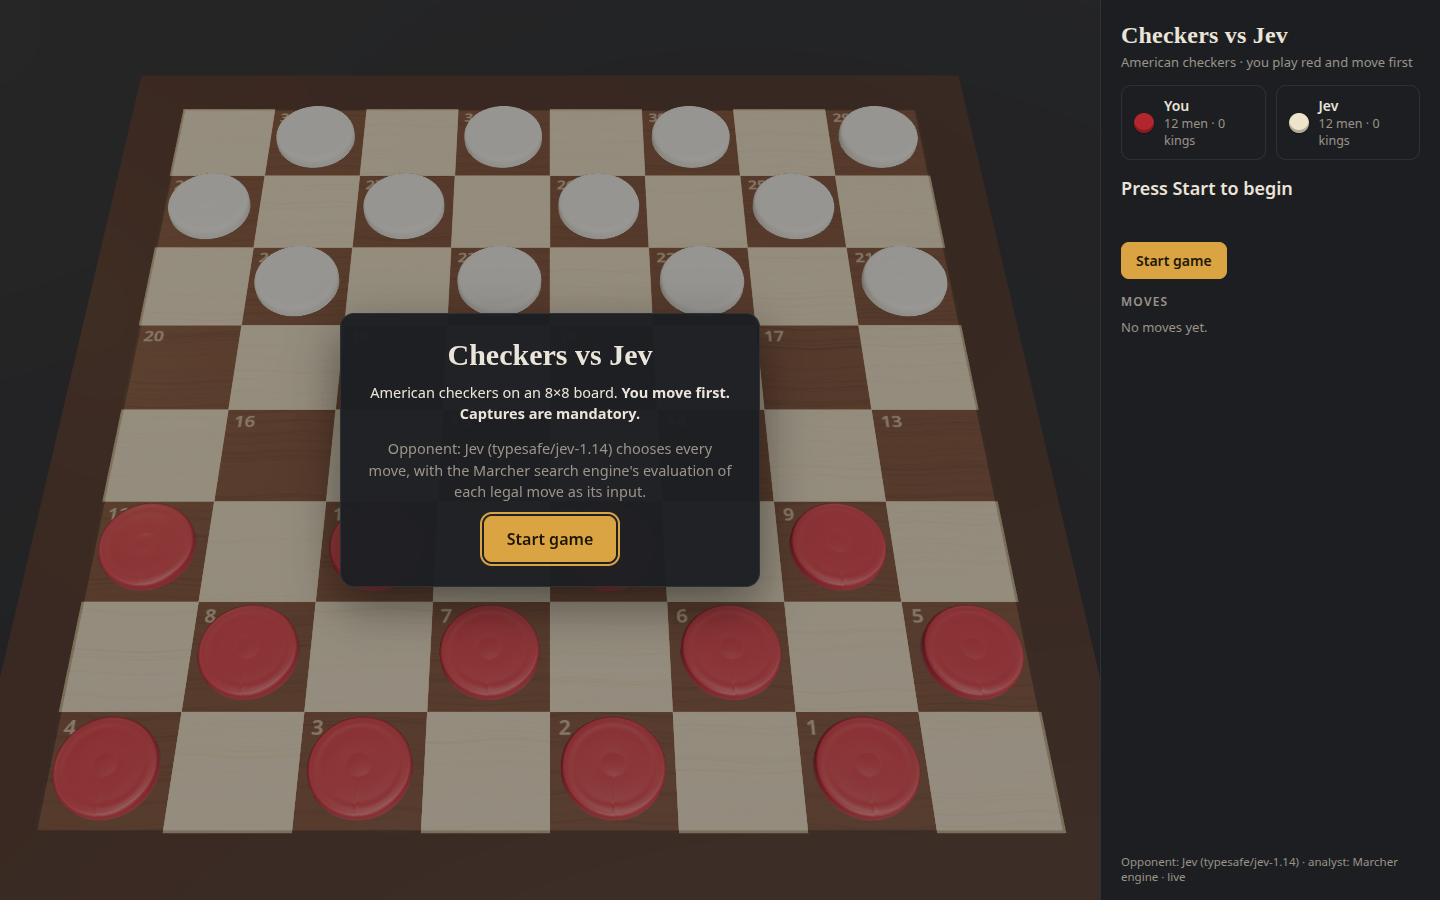 Checkers vs Jev
American checkers · you play red and move first
You
12 men · 0
kings
Jev
12 men · 0
kings
Press Start to begin
Start game
MOVES
No moves yet.
Checkers vs Jev
American checkers on an 8×8 board. You move first.
Captures are mandatory.
Opponent: Jev (typesafe/jev-1.14) chooses every
move, with the Marcher search engine's evaluation of
each legal move as its input.
Start game
20
17
16
13
9
8
7
6
5
4
3
2
1
Opponent: Jev (typesafe/jev-1.14) · analyst: Marcher
engine · live